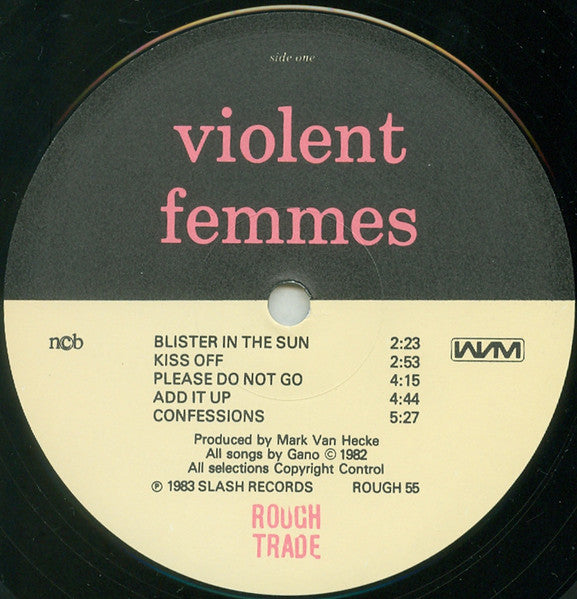 side one
violent
femmes
ncb
BLISTER IN THE SUN 2:23
KISS OFF 2:53
PLEASE DO NOT GO 4:15
ADD IT UP 4:44
CONFESSIONS 5:27
Produced by Mark Van Hecke
All songs by Gano © 1982
All selections Copyright Control
℗ 1983 SLASH RECORDS ROUGH 55
ROUGH
TRADE